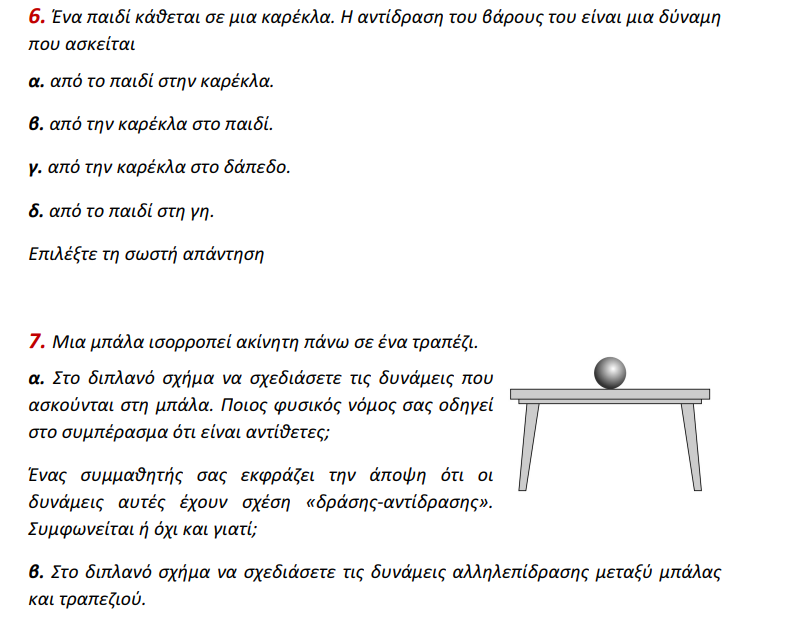 6. Ένα παιδί κάθεται σε μια καρέκλα. Η αντίδραση του βάρους του είναι μια δύναμη
που ασκείται
α. από το παιδί στην καρέκλα.
β. από την καρέκλα στο παιδί.
γ. από την καρέκλα στο δάπεδο.
δ. από το παιδί στη γη.
Επιλέξτε τη σωστή απάντηση
7. Μια μπάλα ισορροπεί ακίνητη πάνω σε ένα τραπέζι.
α. Στο διπλανό σχήμα να σχεδιάσετε τις δυνάμεις που
ασκούνται στη μπάλα. Ποιος φυσικός νόμος σας οδηγεί
στο συμπέρασμα ότι είναι αντίθετες;
Ένας συμμαθητής σας εκφράζει την άποψη ότι οι
δυνάμεις αυτές έχουν σχέση «δράσης-αντίδρασης».
Συμφωνείται ή όχι και γιατί;
β. Στο διπλανό σχήμα να σχεδιάσετε τις δυνάμεις αλληλεπίδρασης μεταξύ μπάλας
και τραπεζιού.